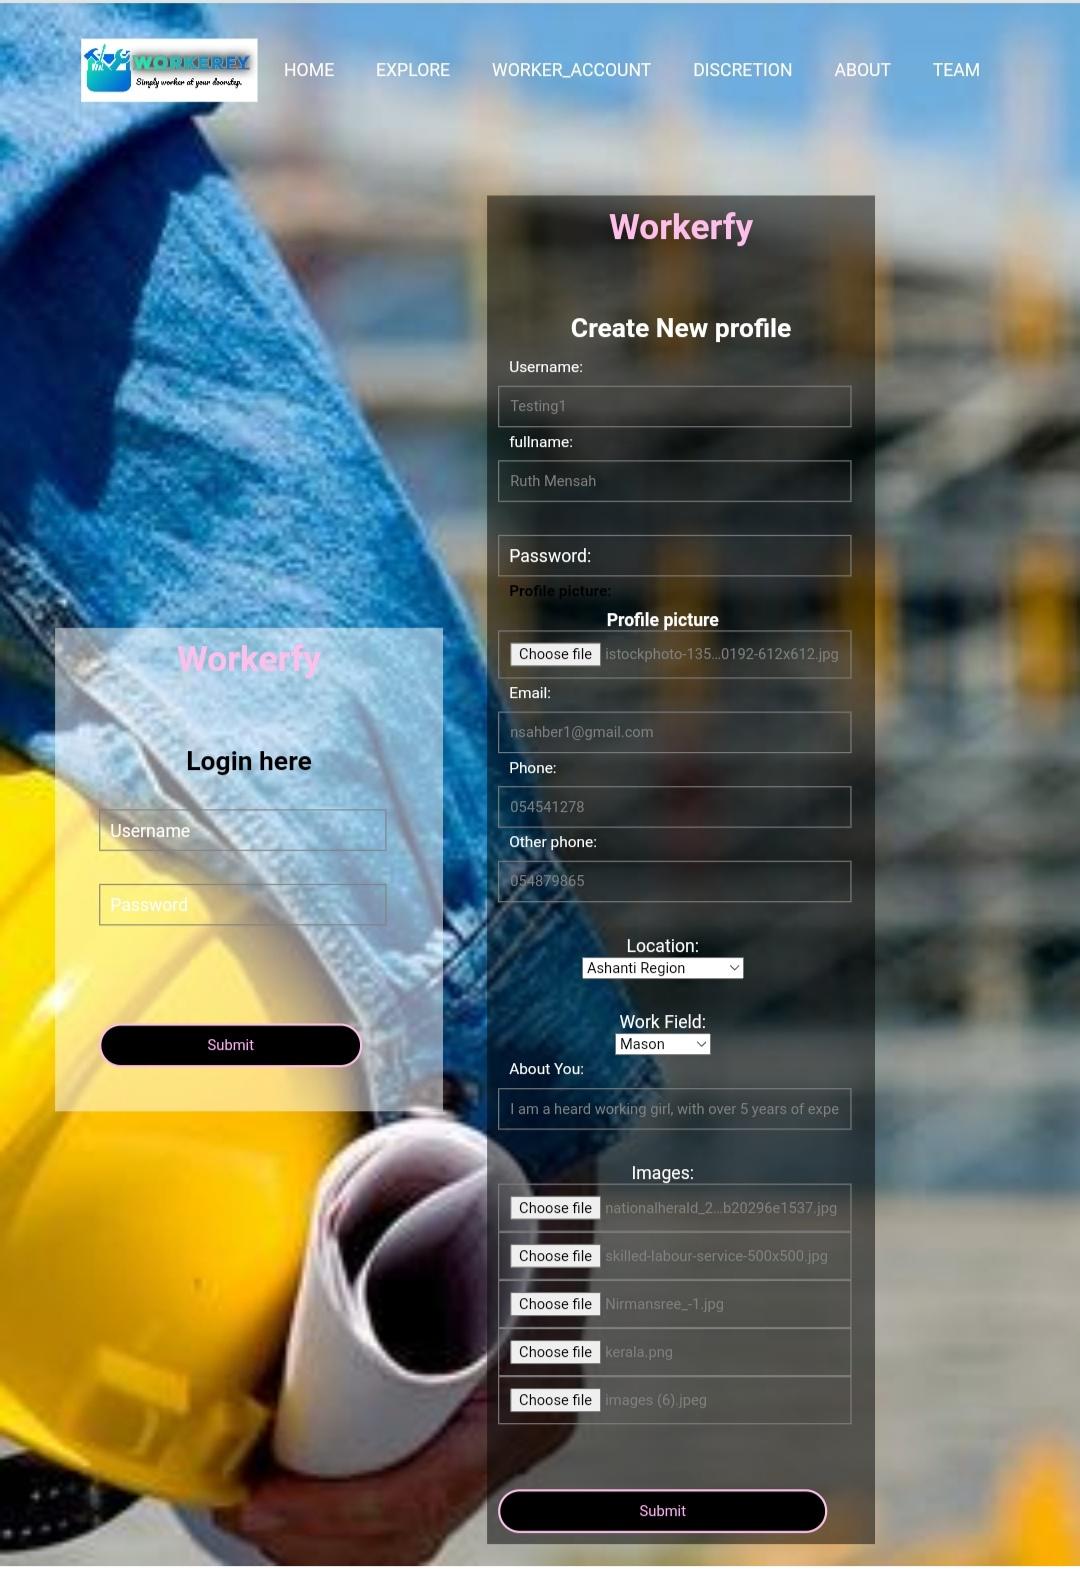 WORKERFY
Simply worker at your doorstep.
HOME EXPLORE WORKER_ACCOUNT DISCRETION ABOUT TEAM
Workerfy
Create New profile
Username:
Testing1
fullname:
Ruth Mensah
Password:
Profile picture:
Profile picture
Choose file istockphoto-135...0192-612x612.jpg
Email:
nsahber1@gmail.com
Phone:
054541278
Other phone:
054879865
Location:
Ashanti Region
Work Field:
Mason
About You:
I am a heard working girl, with over 5 years of expe
Images:
Choose file nationalherald_2...b20296e1537.jpg
Choose file skilled-labour-service-500x500.jpg
Choose file Nirmansree_-1.jpg
Choose file kerala.png
Choose file images (6).jpeg
Submit
Workerfy
Login here
Username
Password
Submit